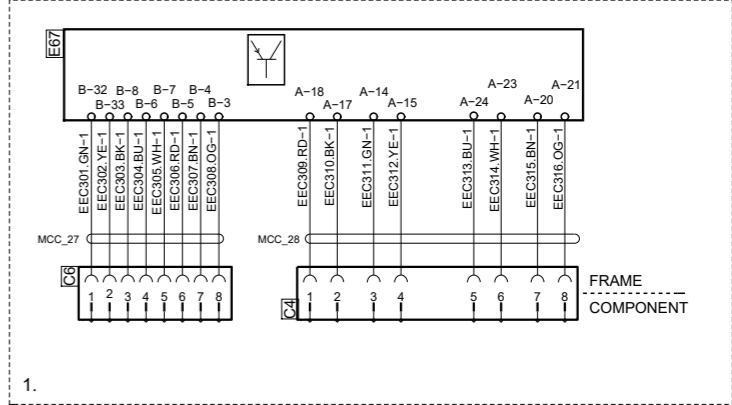 E67
B-32 B-8 B-7 B-4
B-33 B-6 B-5 B-3
A-18 A-14 A-23 A-21
A-17 A-15 A-24 A-20
EEC301.GN-1
EEC302.YE-1
EEC303.BK-1
EEC304.BU-1
EEC305.WH-1
EEC306.RD-1
EEC307.BN-1
EEC308.OG-1
EEC309.RD-1
EEC310.BK-1
EEC311.GN-1
EEC312.YE-1
EEC313.BU-1
EEC314.WH-1
EEC315.BN-1
EEC316.OG-1
MCC_27
MCC_28
C6
1 2 3 4 5 6 7 8
C4
1 2 3 4 5 6 7 8
FRAME
COMPONENT
1.